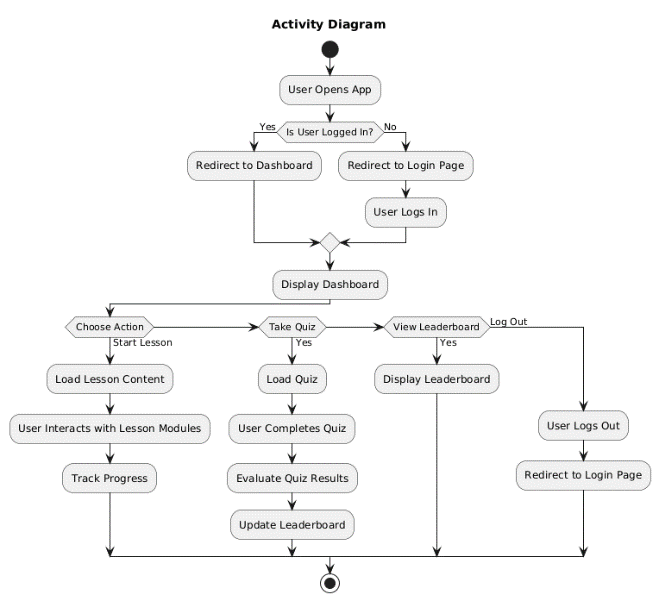 Activity Diagram
User Opens App
Yes
Is User Logged In?
No
Redirect to Dashboard
Redirect to Login Page
User Logs In
Display Dashboard
Choose Action
Take Quiz
View Leaderboard
Log Out
Start Lesson
Yes
Yes
Load Lesson Content
Load Quiz
Display Leaderboard
User Interacts with Lesson Modules
User Completes Quiz
User Logs Out
Track Progress
Evaluate Quiz Results
Redirect to Login Page
Update Leaderboard